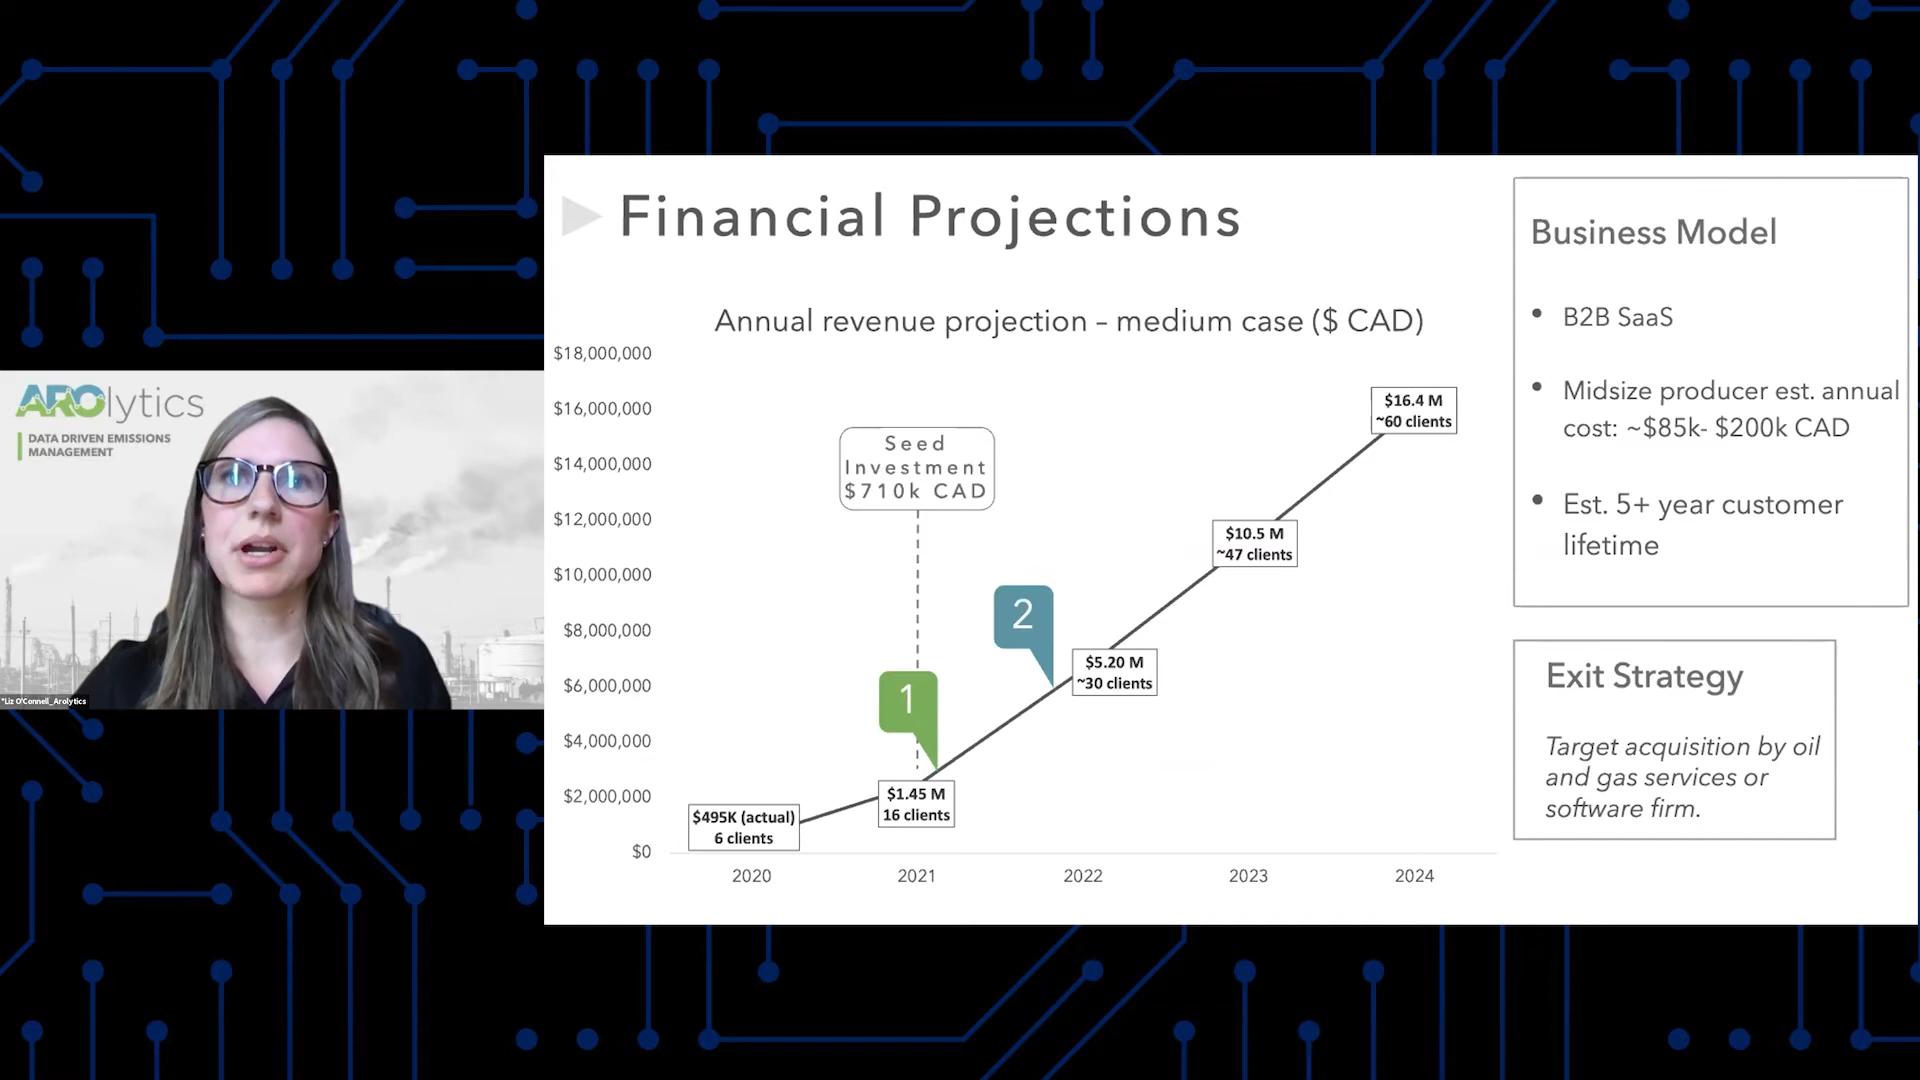 Financial Projections
Annual revenue projection – medium case ($ CAD)
$18,000,000
$16,000,000
$14,000,000
$12,000,000
$10,000,000
$8,000,000
$6,000,000
$4,000,000
$2,000,000
$0
2020
2021
2022
2023
2024
Seed
Investment
$710k CAD
1
2
$495K (actual)
6 clients
$1.45 M
16 clients
$5.20 M
~30 clients
$10.5 M
~47 clients
$16.4 M
~60 clients
Business Model
• B2B SaaS
• Midsize producer est. annual
cost: ~$85k- $200k CAD
• Est. 5+ year customer
lifetime
Exit Strategy
Target acquisition by oil
and gas services or
software firm.
AROlytics
DATA DRIVEN EMISSIONS
MANAGEMENT
*Liz O'Connell_Arolytics